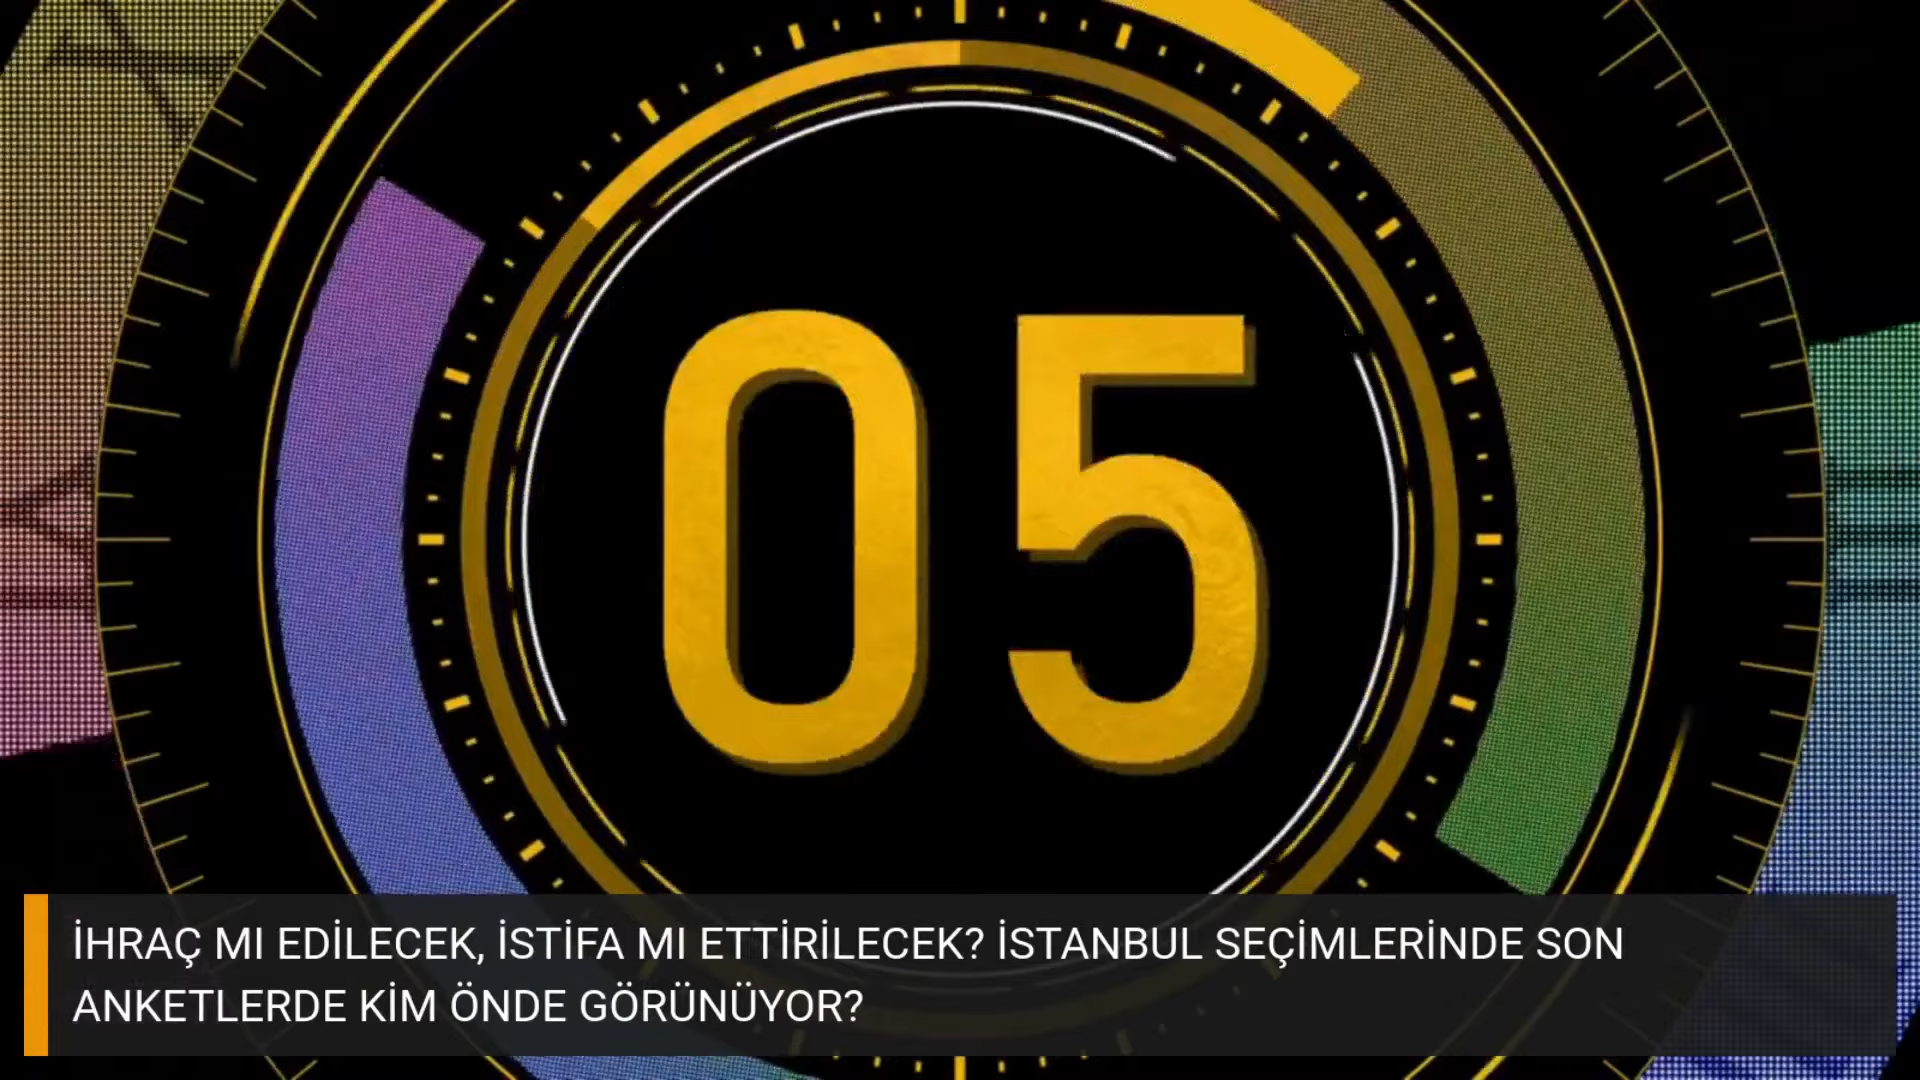 05
İHRAÇ MI EDİLECEK, İSTİFA MI ETTİRİLECEK? İSTANBUL SEÇİMLERİNDE SON
ANKETLERDE KİM ÖNDE GÖRÜNÜYOR?